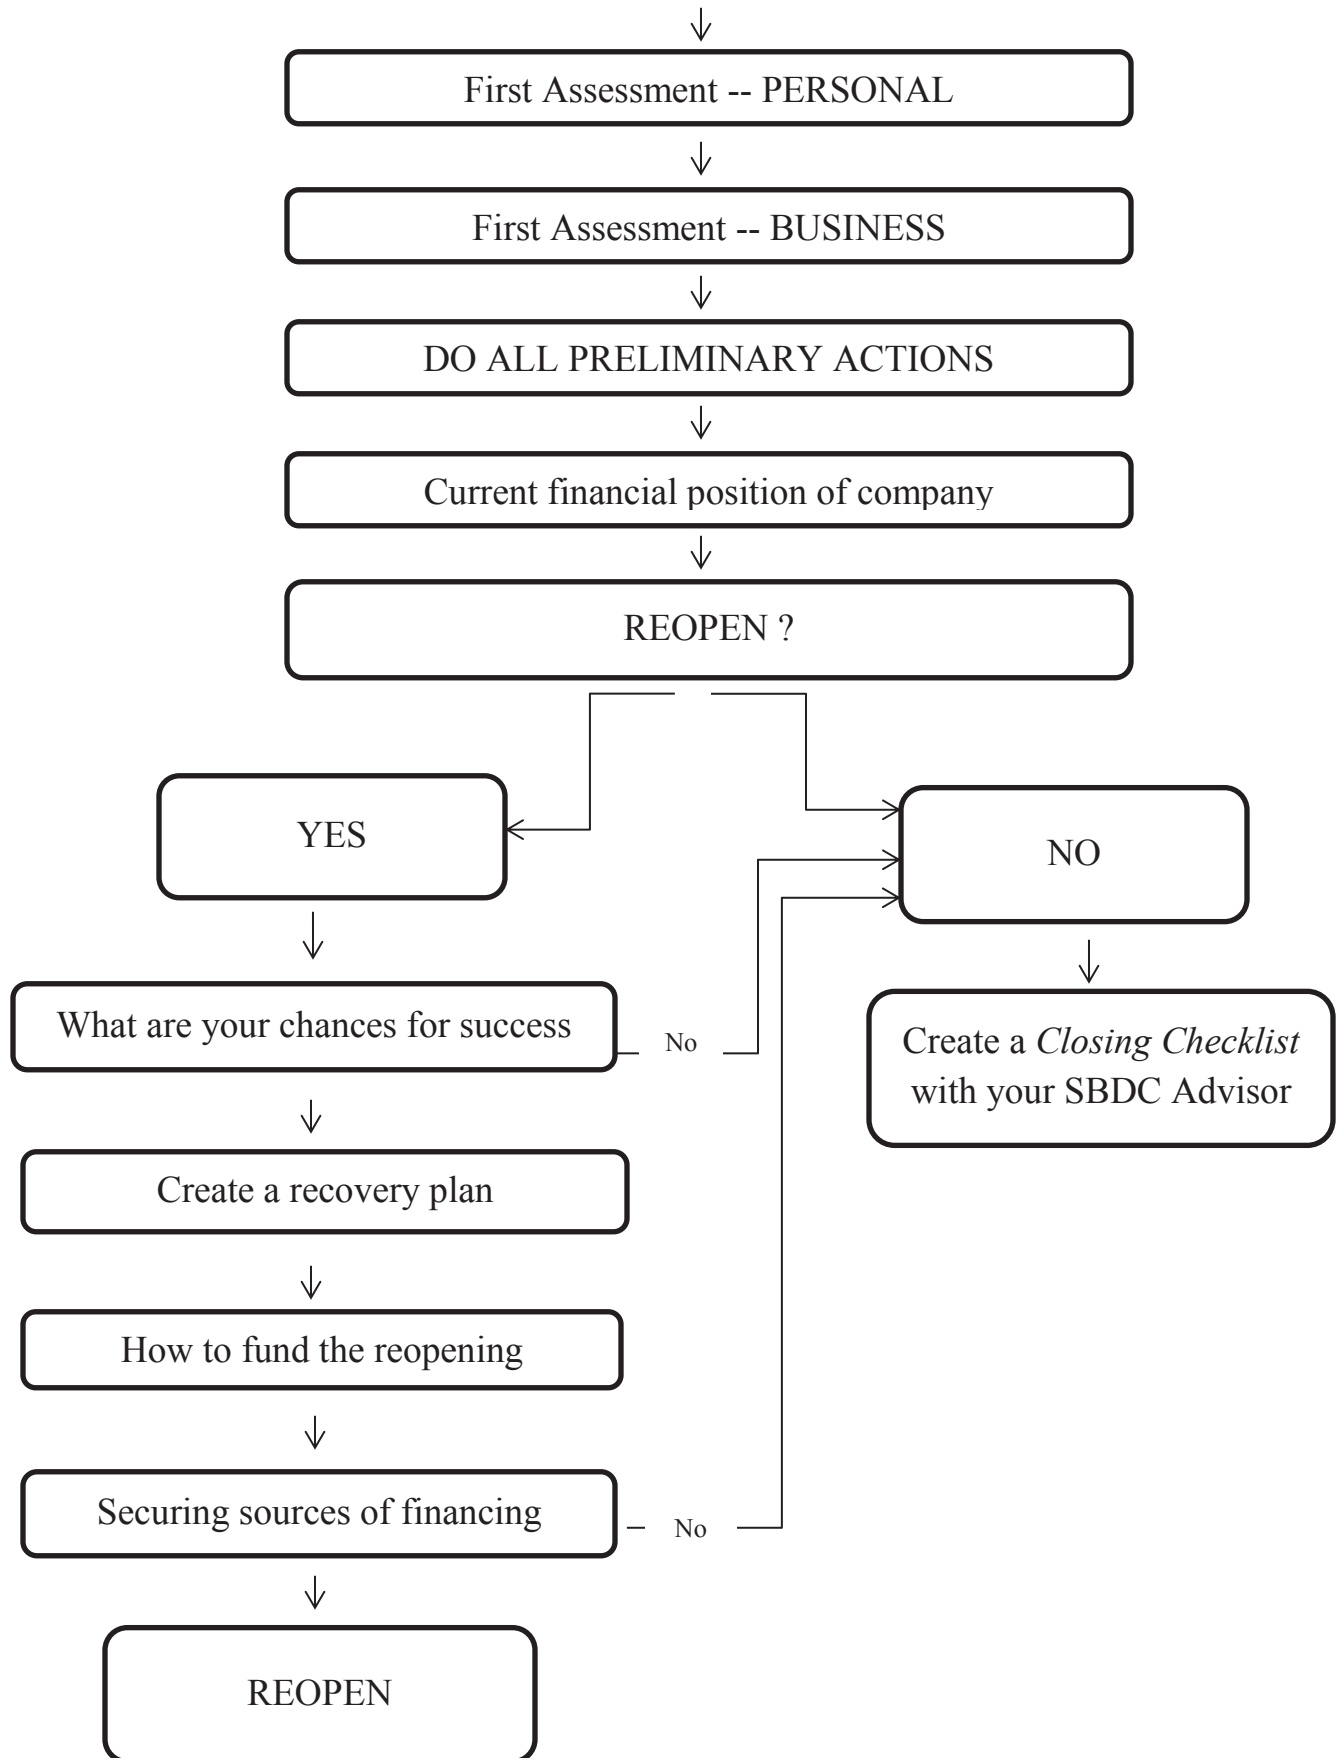 First Assessment -- PERSONAL
First Assessment -- BUSINESS
DO ALL PRELIMINARY ACTIONS
Current financial position of company
REOPEN ?
YES
NO
What are your chances for success
No
Create a Closing Checklist
with your SBDC Advisor
Create a recovery plan
How to fund the reopening
Securing sources of financing
No
REOPEN